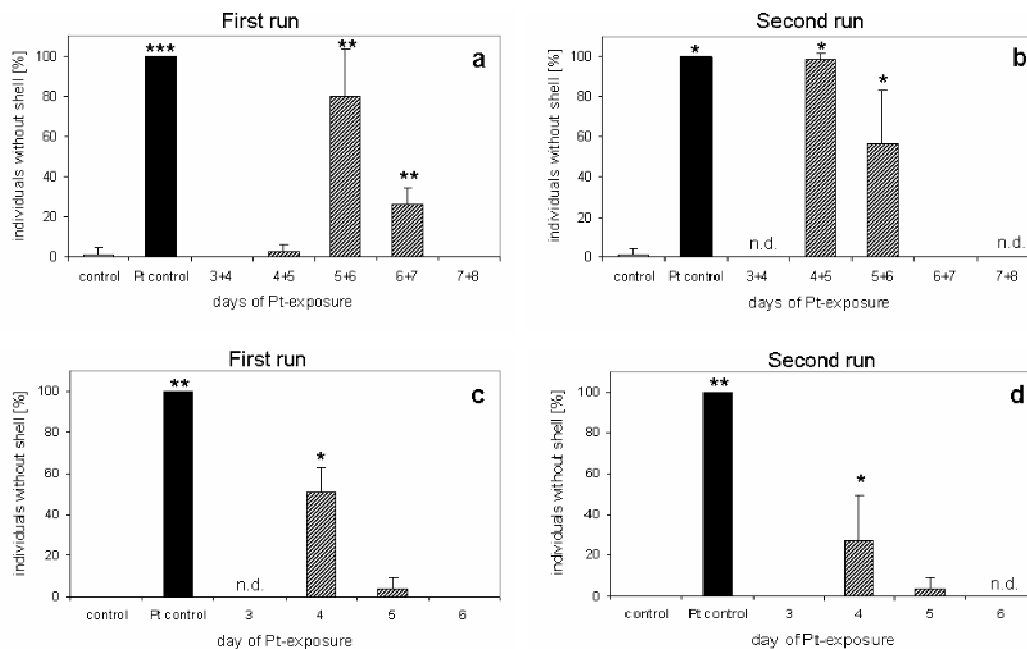 First run
individuals without shell [%]
100
80
60
40
20
0
***
**
**
a
control Pt control 3+4 4+5 5+6 6+7 7+8
days of Pt-exposure
Second run
individuals without shell [%]
100
80
60
40
20
0
*
*
*
b
n.d.
n.d.
control Pt control 3+4 4+5 5+6 6+7 7+8
days of Pt-exposure
First run
individuals without shell [%]
100
80
60
40
20
0
**
*
c
n.d.
control Pt control 3 4 5 6
day of Pt-exposure
Second run
individuals without shell [%]
100
80
60
40
20
0
**
*
d
n.d.
control Pt control 3 4 5 6
day of Pt-exposure